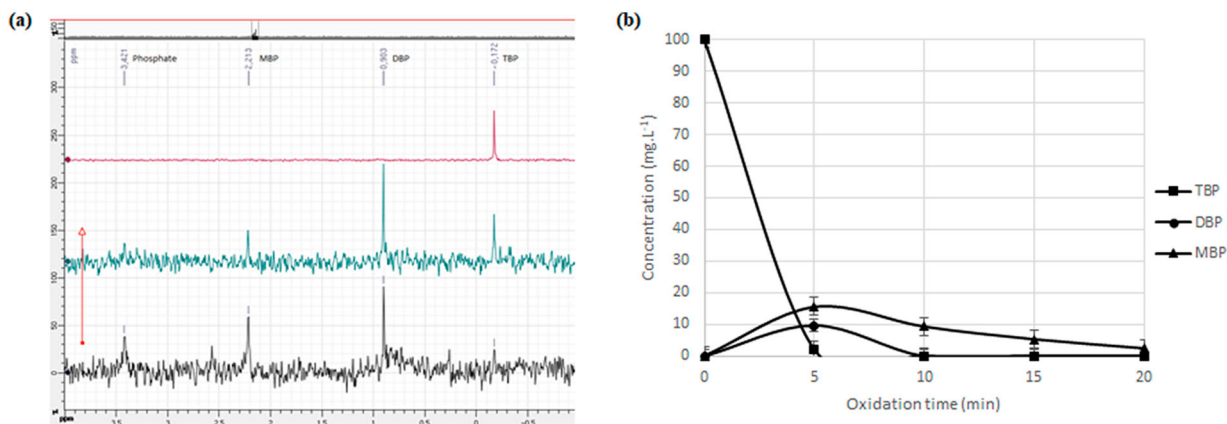 (a)
150
ppm
3,421
Phosphate
2,213
MBP
0,903
DBP
-0,172
TBP
300
250
200
150
100
50
0
ppm
3.5
2.5
1.5
1
0.5
-0.5
(b)
Concentration (mg.L⁻¹)
100
90
80
70
60
50
40
30
20
10
0
0 5 10 15 20
Oxidation time (min)
TBP
DBP
MBP